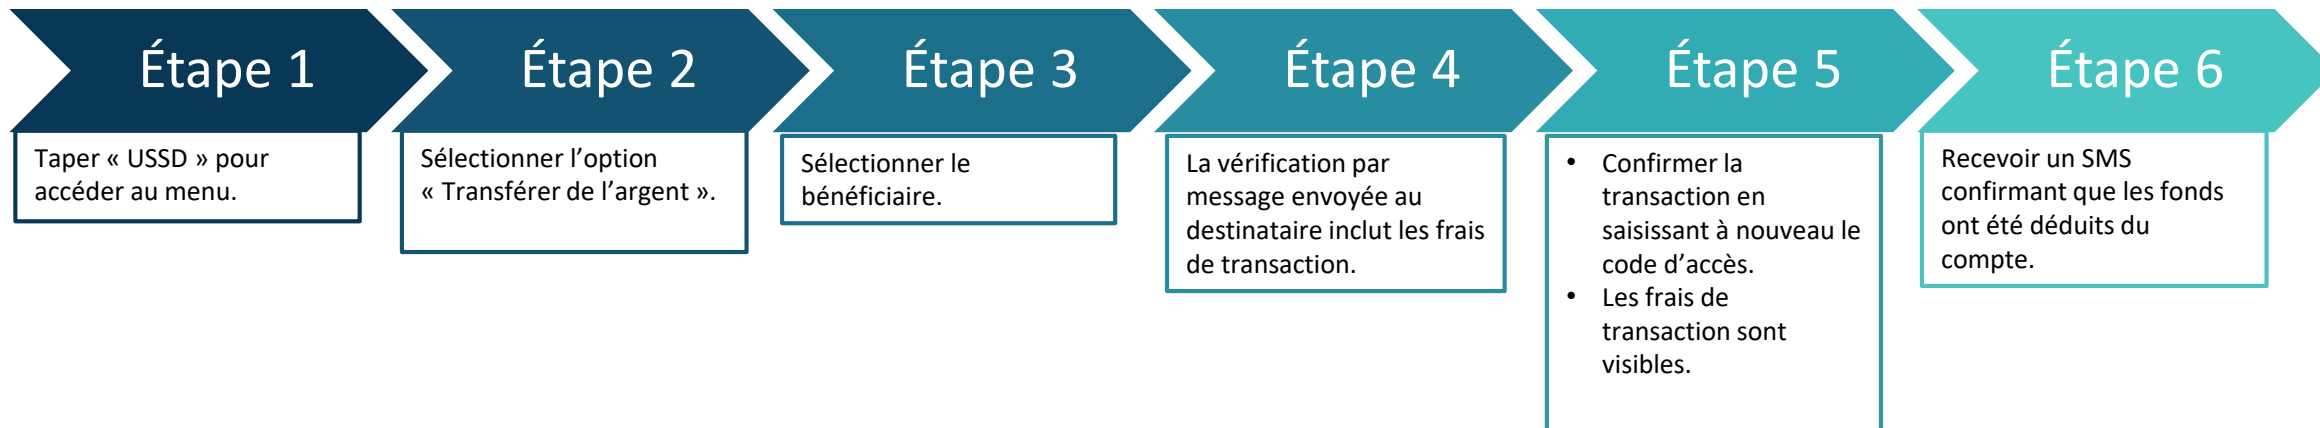 Étape 1
Taper « USSD » pour
accéder au menu.
Étape 2
Sélectionner l’option
« Transférer de l’argent ».
Étape 3
Sélectionner le
bénéficiaire.
Étape 4
La vérification par
message envoyée au
destinataire inclut les frais
de transaction.
Étape 5
• Confirmer la
transaction en
saisissant à nouveau le
code d’accès.
• Les frais de
transaction sont
visibles.
Étape 6
Recevoir un SMS
confirmant que les fonds
ont été déduits du
compte.